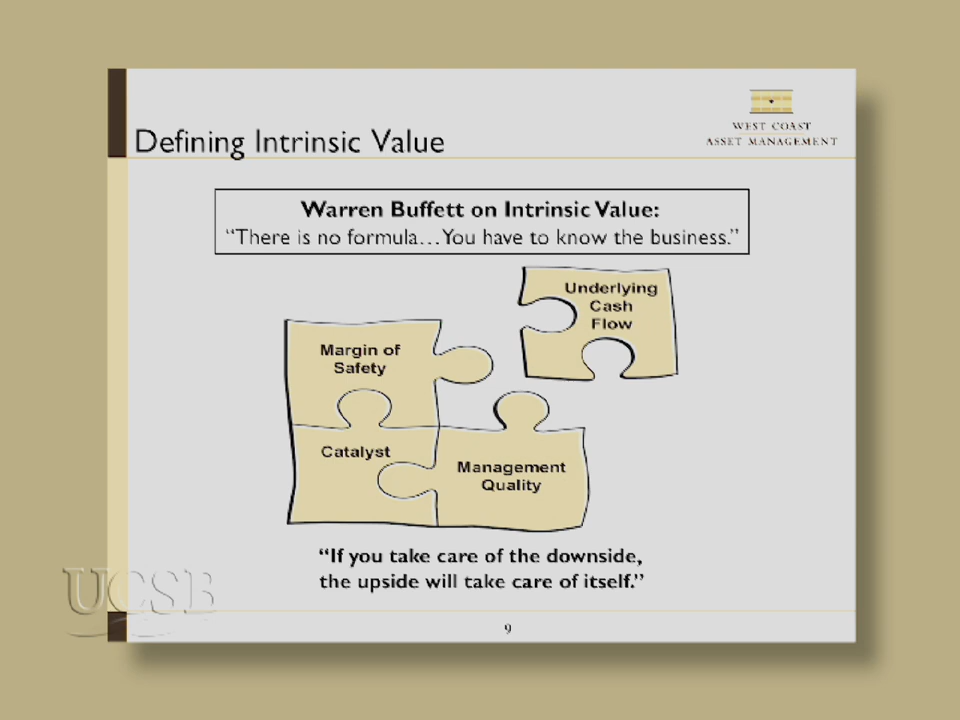 WEST COAST
ASSET MANAGEMENT
Defining Intrinsic Value
Warren Buffett on Intrinsic Value:
“There is no formula…You have to know the business.”
Underlying
Cash
Flow
Margin of
Safety
Catalyst
Management
Quality
“If you take care of the downside,
the upside will take care of itself.”
UCSB
9